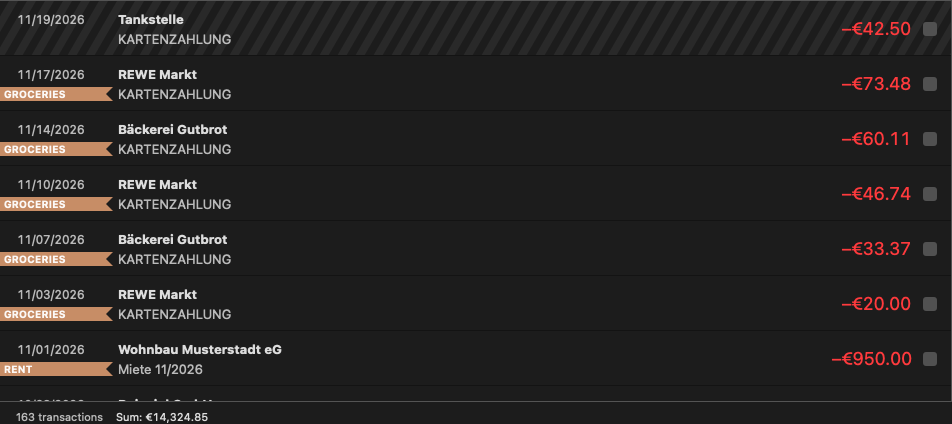 11/19/2026 Tankstelle
KARTENZAHLUNG –€42.50
11/17/2026 REWE Markt
GROCERIES KARTENZAHLUNG –€73.48
11/14/2026 Bäckerei Gutbrot
GROCERIES KARTENZAHLUNG –€60.11
11/10/2026 REWE Markt
GROCERIES KARTENZAHLUNG –€46.74
11/07/2026 Bäckerei Gutbrot
GROCERIES KARTENZAHLUNG –€33.37
11/03/2026 REWE Markt
GROCERIES KARTENZAHLUNG –€20.00
11/01/2026 Wohnbau Musterstadt eG
RENT Miete 11/2026 –€950.00
163 transactions Sum: €14,324.85